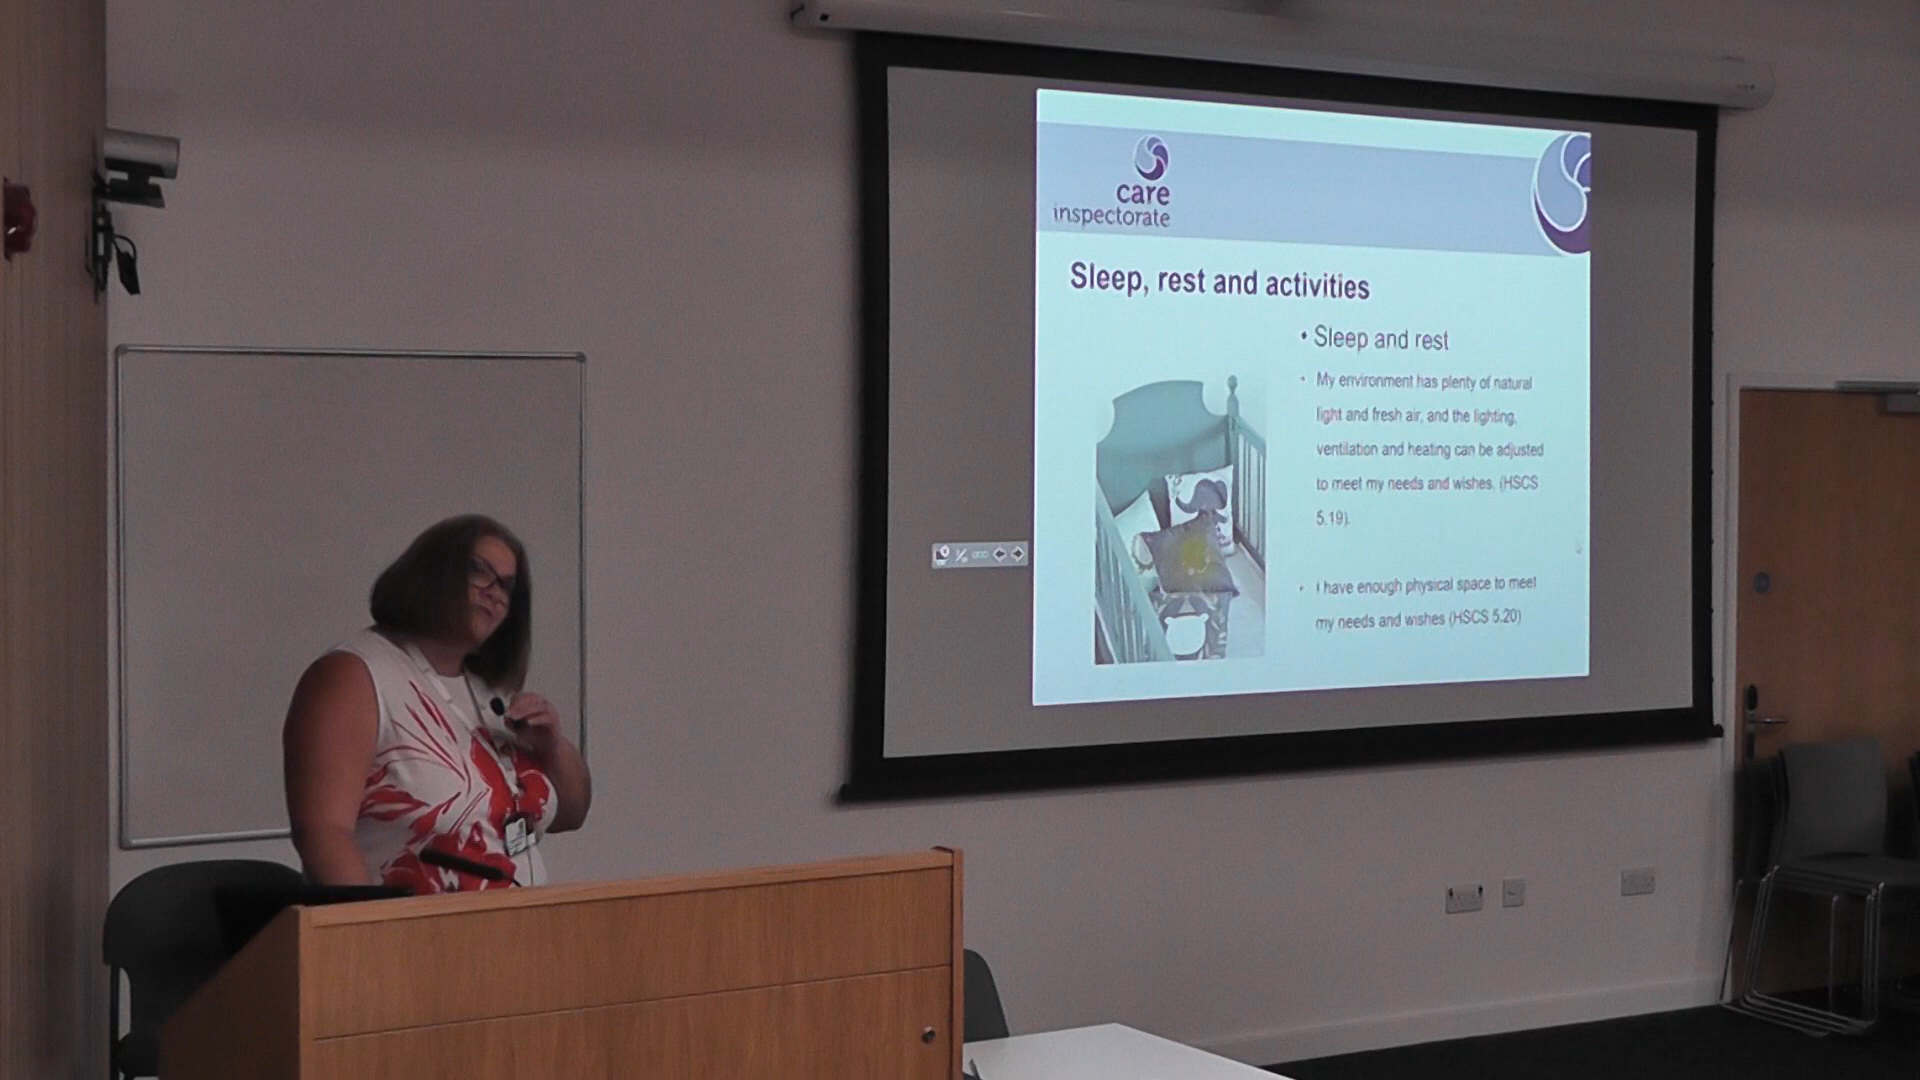 care
inspectorate
Sleep, rest and activities
• Sleep and rest
• My environment has plenty of natural
light and fresh air, and the lighting,
ventilation and heating can be adjusted
to meet my needs and wishes. (HSCS
5.19).
• I have enough physical space to meet
my needs and wishes (HSCS 5.20)